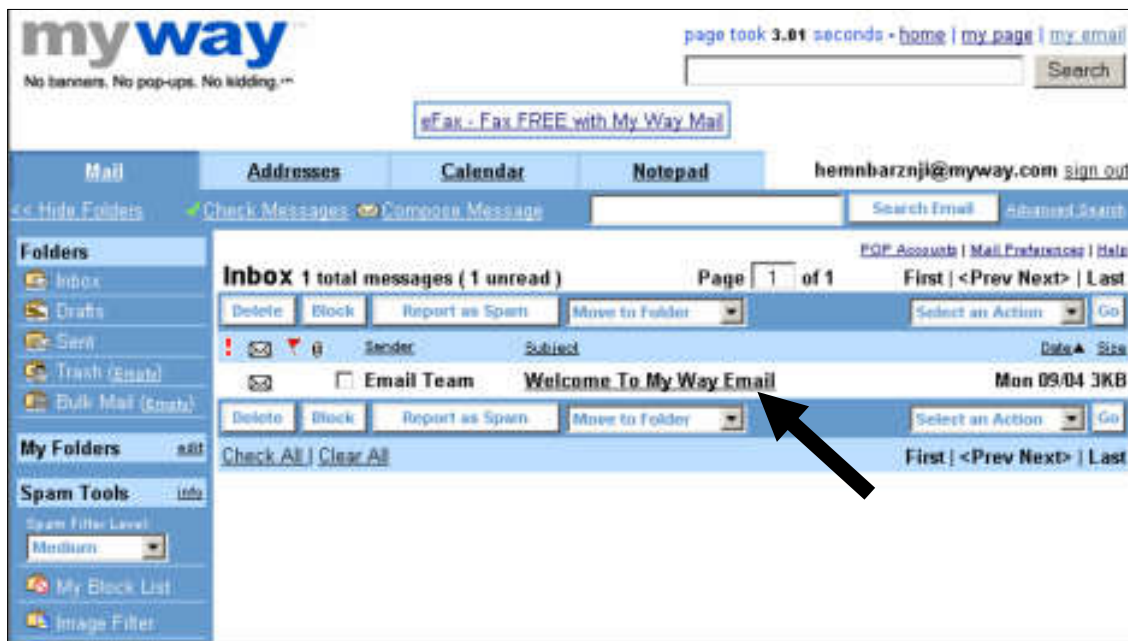 myway
No banners. No pop-ups. No kidding.™
page took 3.01 seconds - home | my page | my email
Search
eFax - Fax FREE with My Way Mail
Mail Addresses Calendar Notepad hemnbarznji@myway.com sign out
<< Hide Folders Check Messages Compose Message Search Email Advanced Search
POP Accounts | Mail Preferences | Help
Folders
Inbox
Drafts
Sent
Trash (Empty)
Bulk Mail (Empty)
My Folders edit
Spam Tools info
Spam Filter Level:
Medium
My Block List
Image Filter
Inbox 1 total messages ( 1 unread ) Page 1 of 1 First | <Prev Next> | Last
Delete Block Report as Spam Move to Folder Select an Action Go
! Sender Subject Date Size
Email Team Welcome To My Way Email Mon 09/04 3KB
Delete Block Report as Spam Move to Folder Select an Action Go
Check All | Clear All First | <Prev Next> | Last